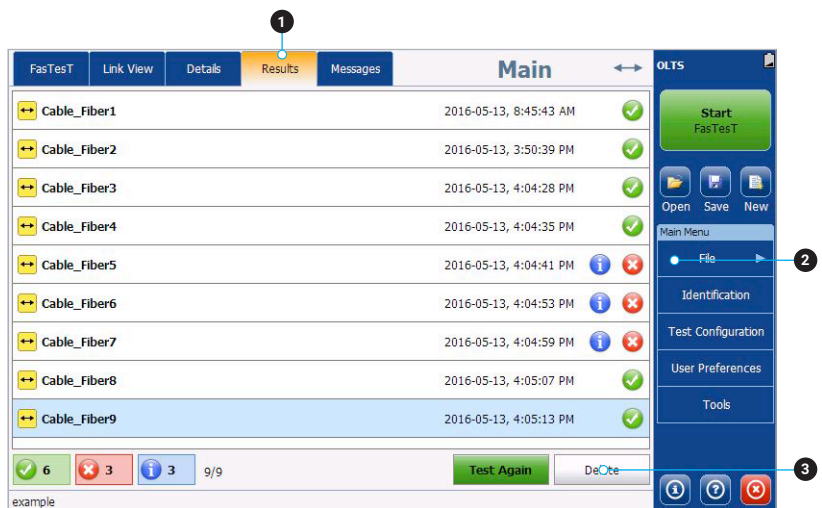 1
FasTesT Link View Details Results Messages Main
Cable_Fiber1 2016-05-13, 8:45:43 AM
Cable_Fiber2 2016-05-13, 3:50:39 PM
Cable_Fiber3 2016-05-13, 4:04:28 PM
Cable_Fiber4 2016-05-13, 4:04:35 PM
Cable_Fiber5 2016-05-13, 4:04:41 PM
Cable_Fiber6 2016-05-13, 4:04:53 PM
Cable_Fiber7 2016-05-13, 4:04:59 PM
Cable_Fiber8 2016-05-13, 4:05:07 PM
Cable_Fiber9 2016-05-13, 4:05:13 PM
6 3 3 9/9 Test Again Delete
3
example
OLTS
Start
FasTesT
Open Save New
Main Menu
File
2
Identification
Test Configuration
User Preferences
Tools